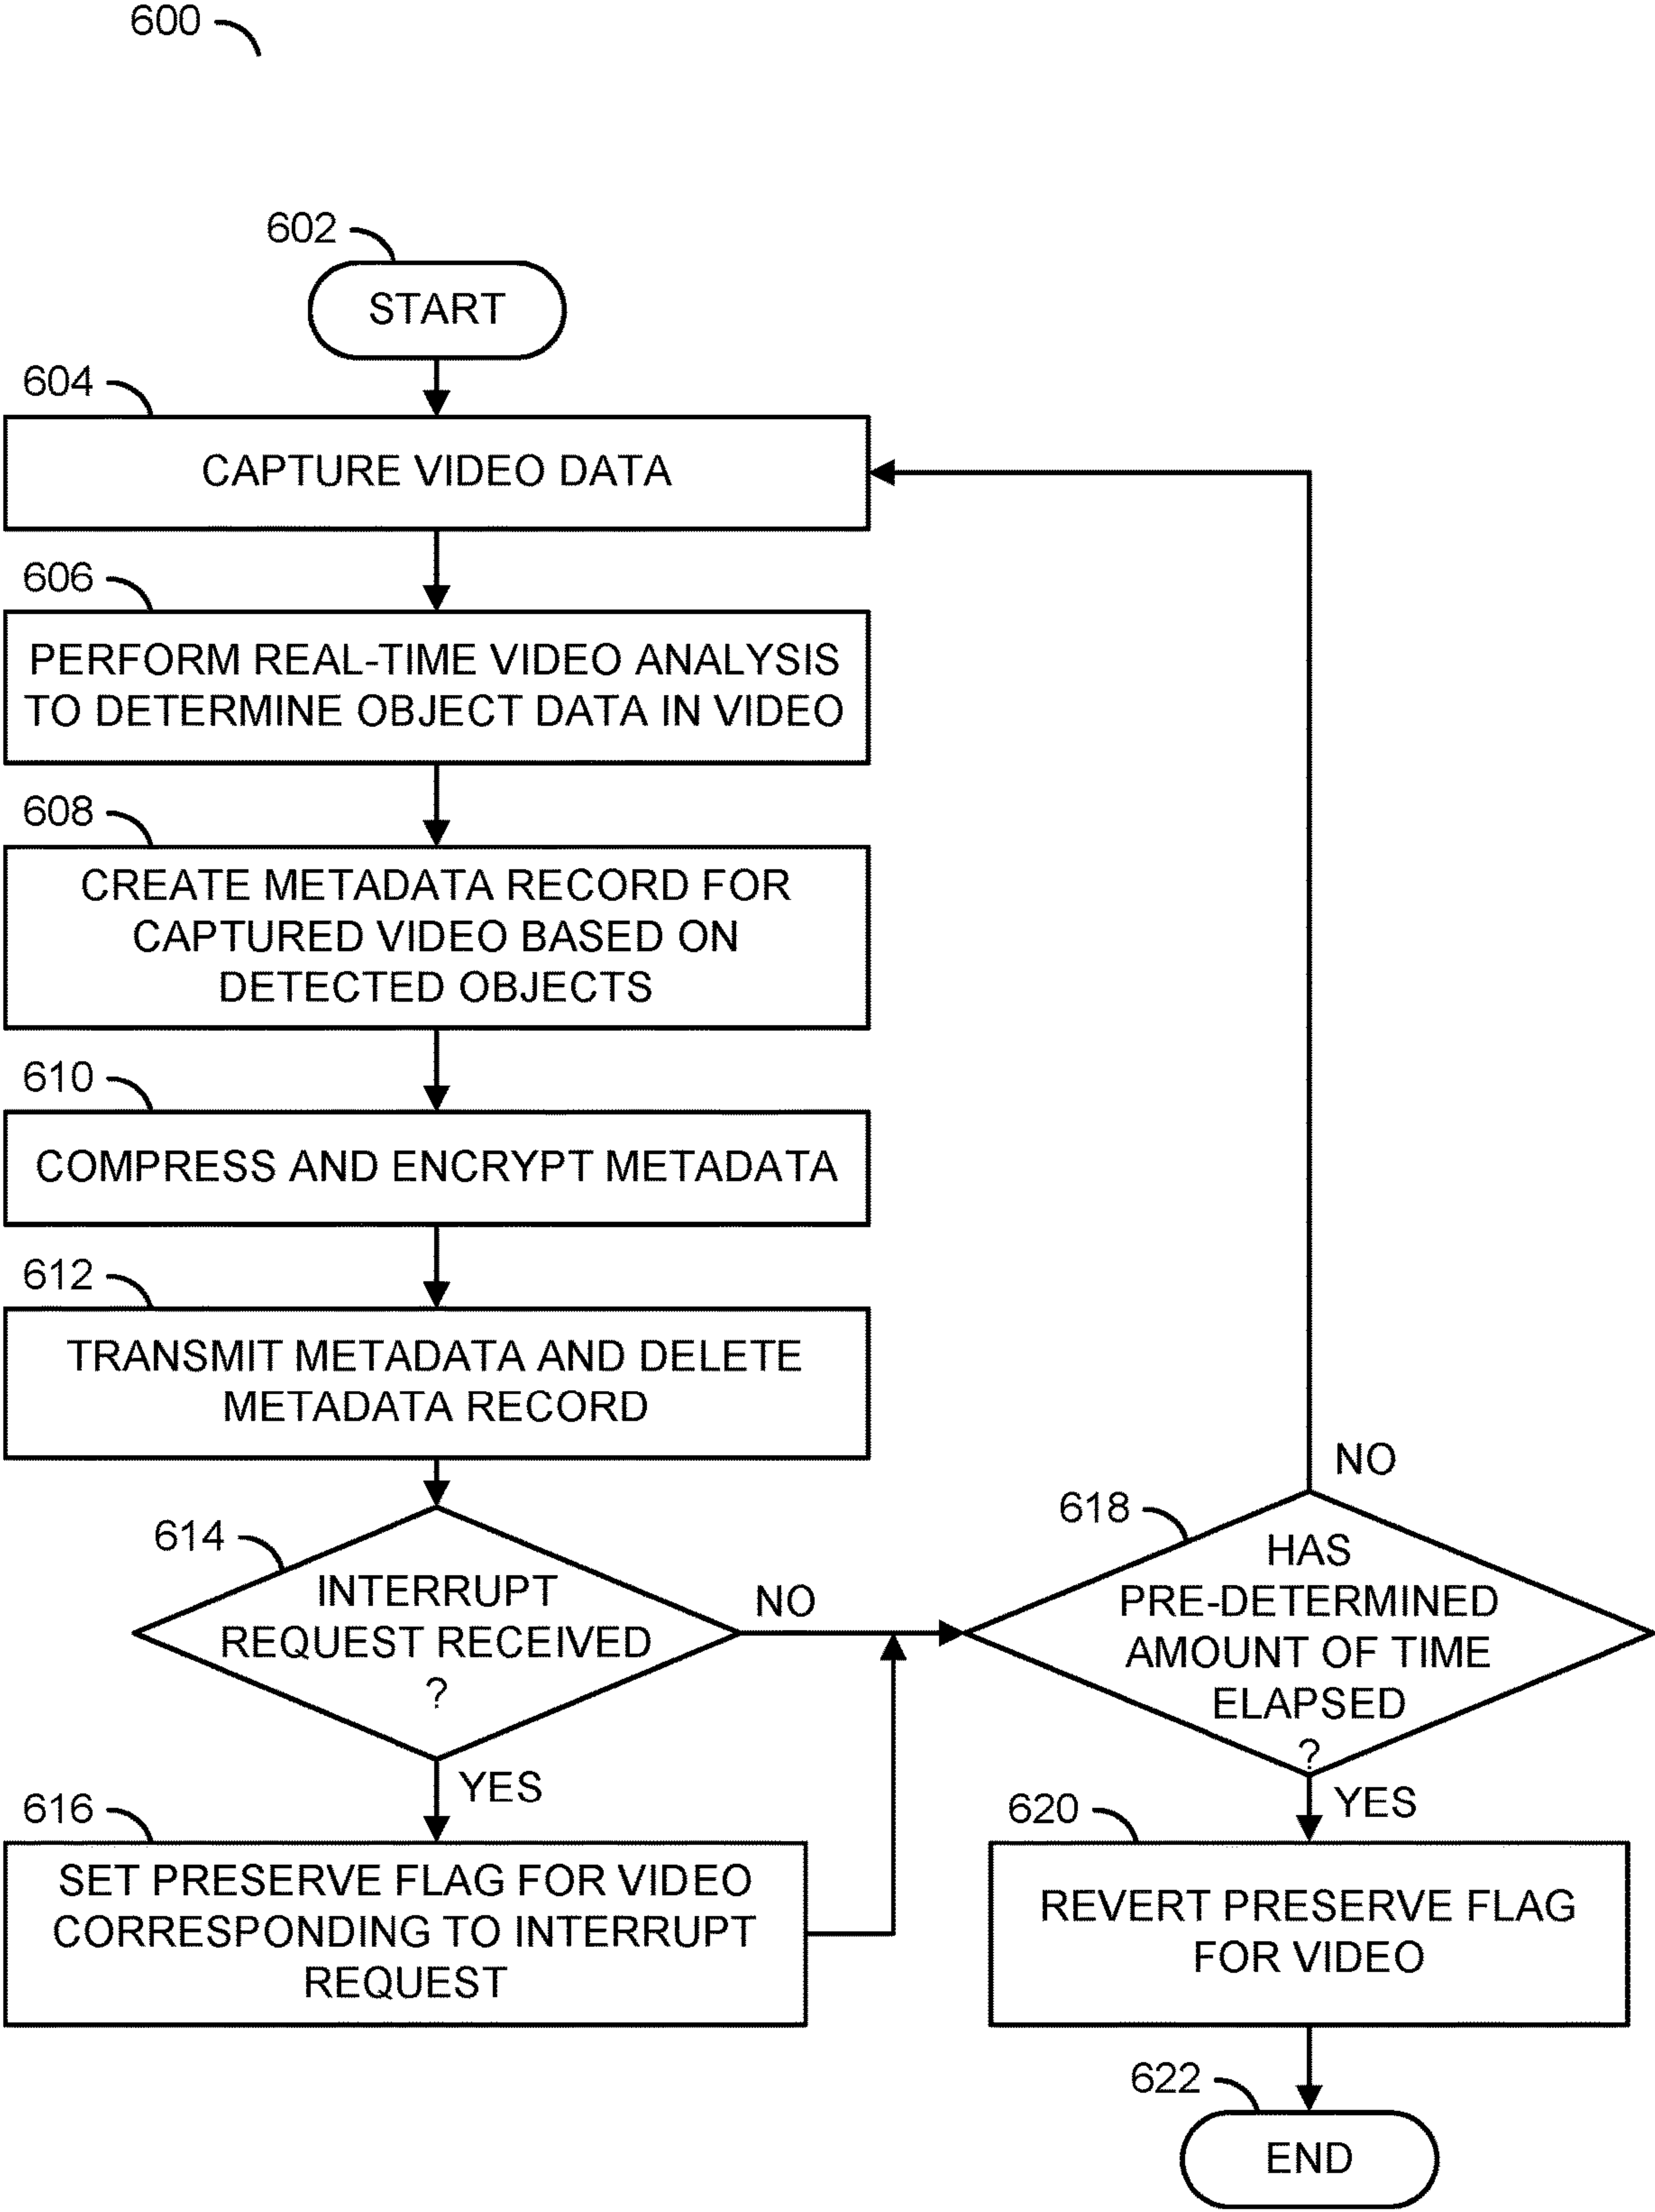 600
602
START
604
CAPTURE VIDEO DATA
606
PERFORM REAL-TIME VIDEO ANALYSIS
TO DETERMINE OBJECT DATA IN VIDEO
608
CREATE METADATA RECORD FOR
CAPTURED VIDEO BASED ON
DETECTED OBJECTS
610
COMPRESS AND ENCRYPT METADATA
612
TRANSMIT METADATA AND DELETE
METADATA RECORD
614
INTERRUPT
REQUEST RECEIVED
?
NO
YES
616
SET PRESERVE FLAG FOR VIDEO
CORRESPONDING TO INTERRUPT
REQUEST
618
HAS
PRE-DETERMINED
AMOUNT OF TIME
ELAPSED
?
NO
YES
620
REVERT PRESERVE FLAG
FOR VIDEO
622
END